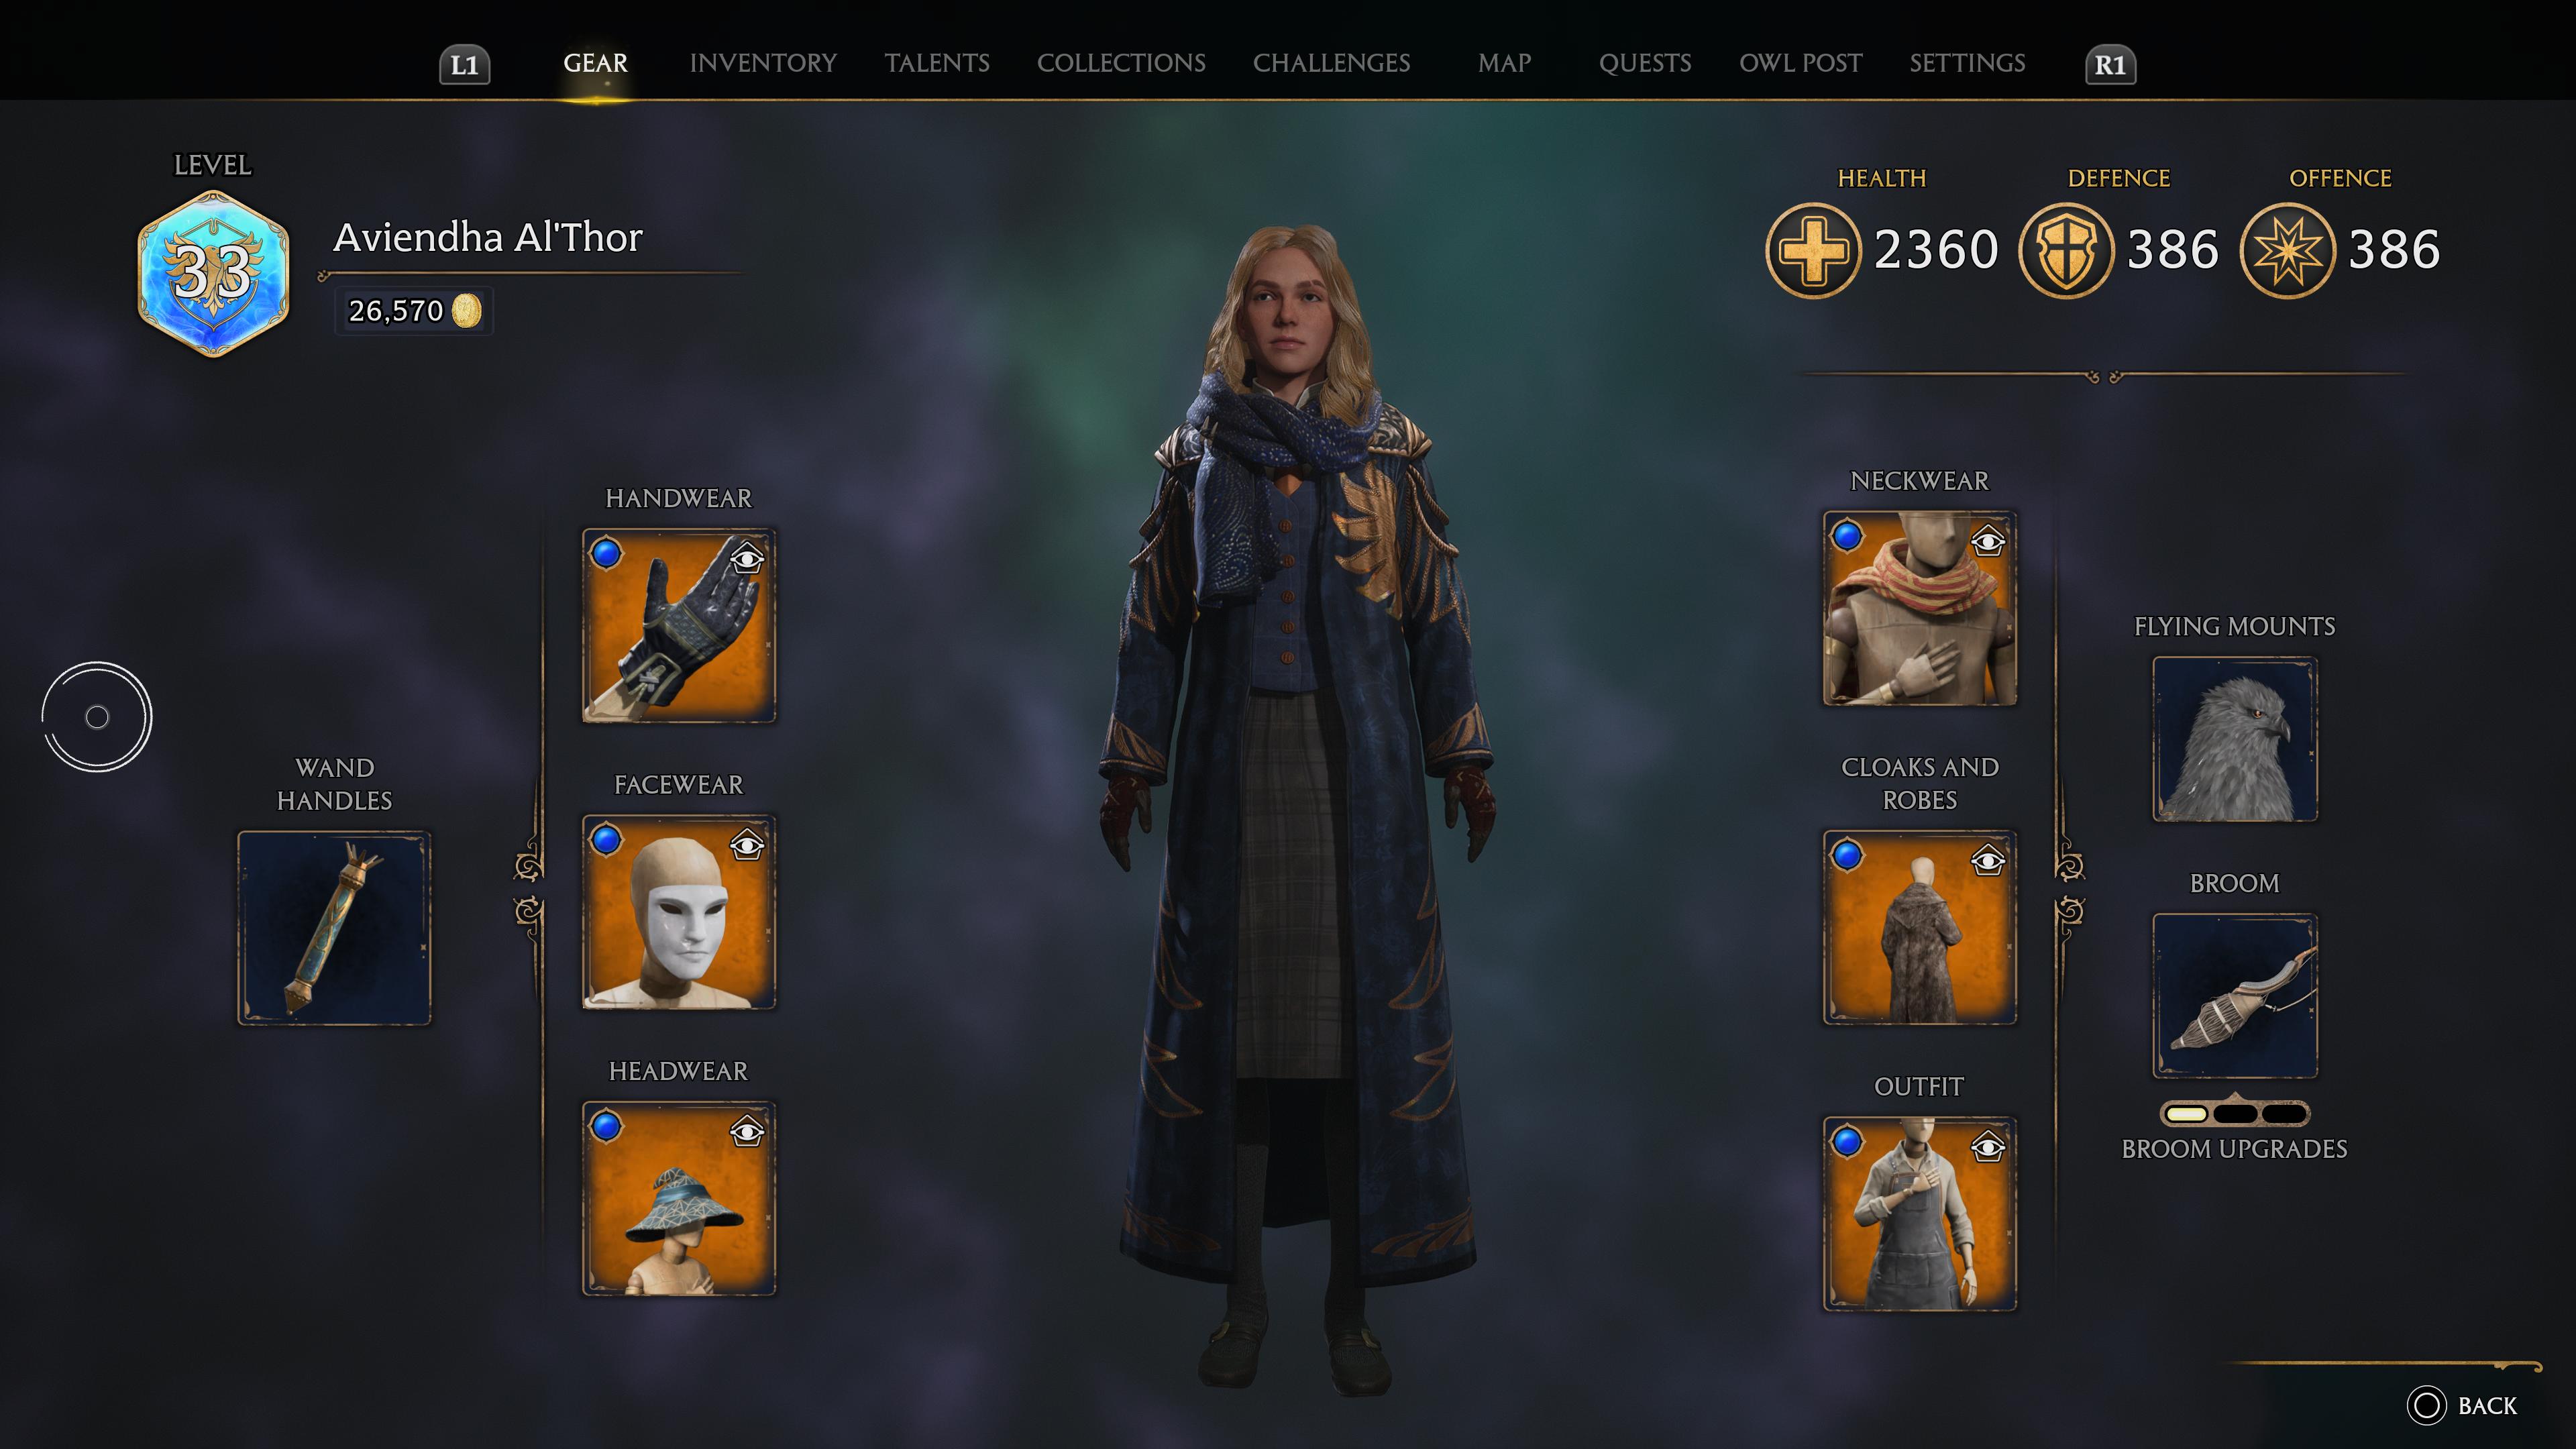 L1
GEAR
INVENTORY
TALENTS
COLLECTIONS
CHALLENGES
MAP
QUESTS
OWL POST
SETTINGS
R1
LEVEL
33
Aviendha Al'Thor
26,570
HEALTH
2360
DEFENCE
386
OFFENCE
386
WAND
HANDLES
HANDWEAR
FACEWEAR
HEADWEAR
NECKWEAR
CLOAKS AND
ROBES
OUTFIT
FLYING MOUNTS
BROOM
BROOM UPGRADES
BACK